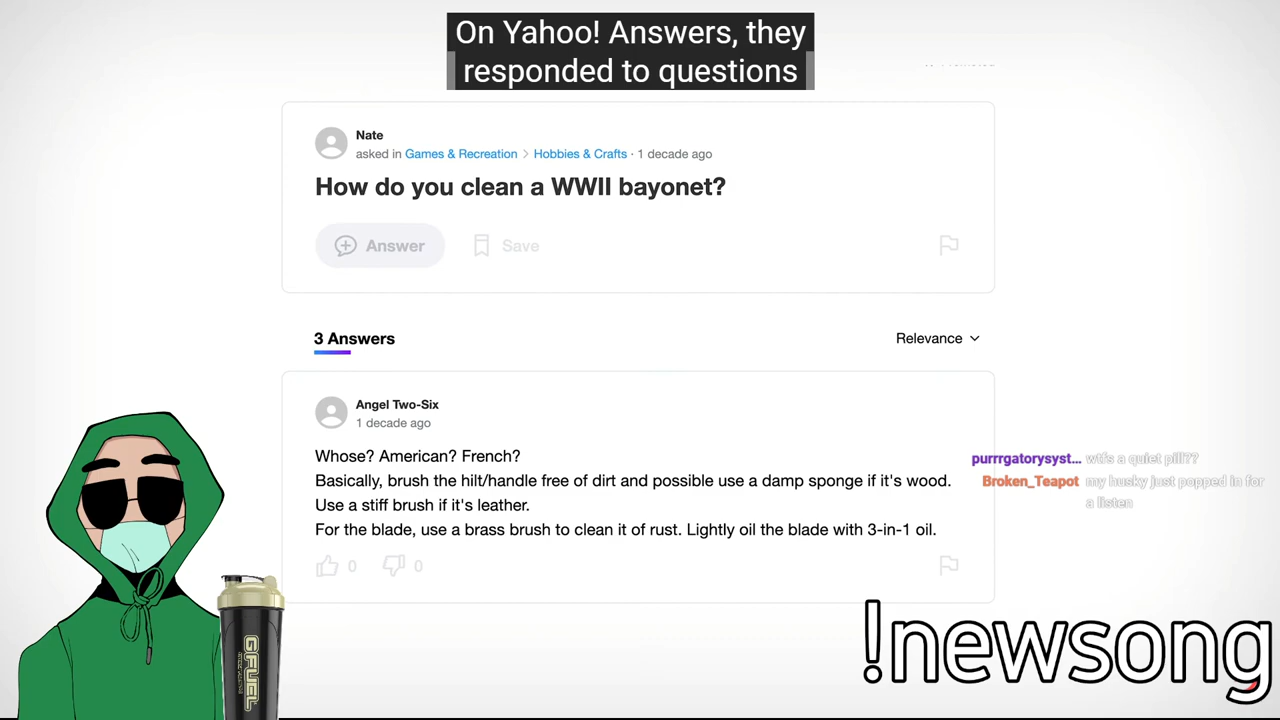 On Yahoo! Answers, they
responded to questions
Nate
asked in Games & Recreation > Hobbies & Crafts · 1 decade ago
How do you clean a WWII bayonet?
Answer
Save
3 Answers
Relevance
Angel Two-Six
1 decade ago
Whose? American? French?
Basically, brush the hilt/handle free of dirt and possible use a damp sponge if it's wood.
Use a stiff brush if it's leather.
For the blade, use a brass brush to clean it of rust. Lightly oil the blade with 3-in-1 oil.
0
0
purrrgatorysyst... wtfs a quiet pill??
Broken_Teapot my husky just popped in for
a listen
GFUEL
!newsong